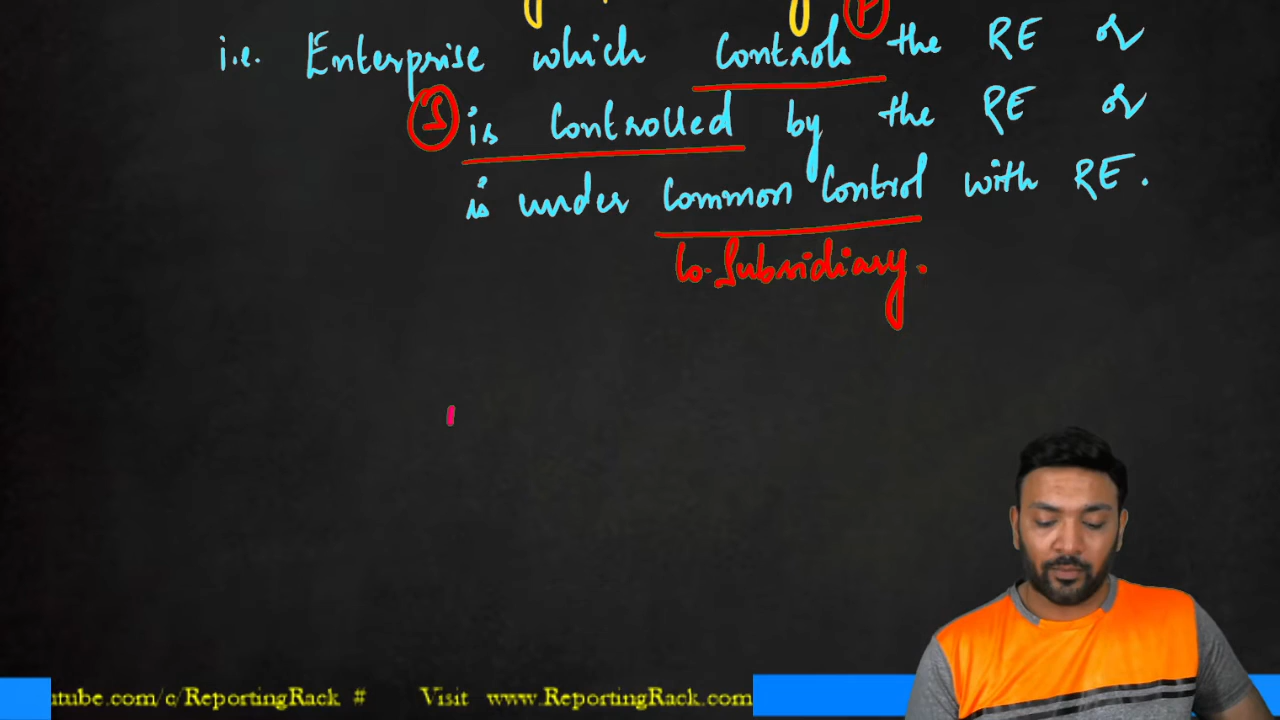 P
i.e. Enterprise which controls the RE or
S is controlled by the RE or
is under common control with RE.
Co-Subsidiary.
utube.com/c/ReportingRack # Visit www.ReportingRack.com